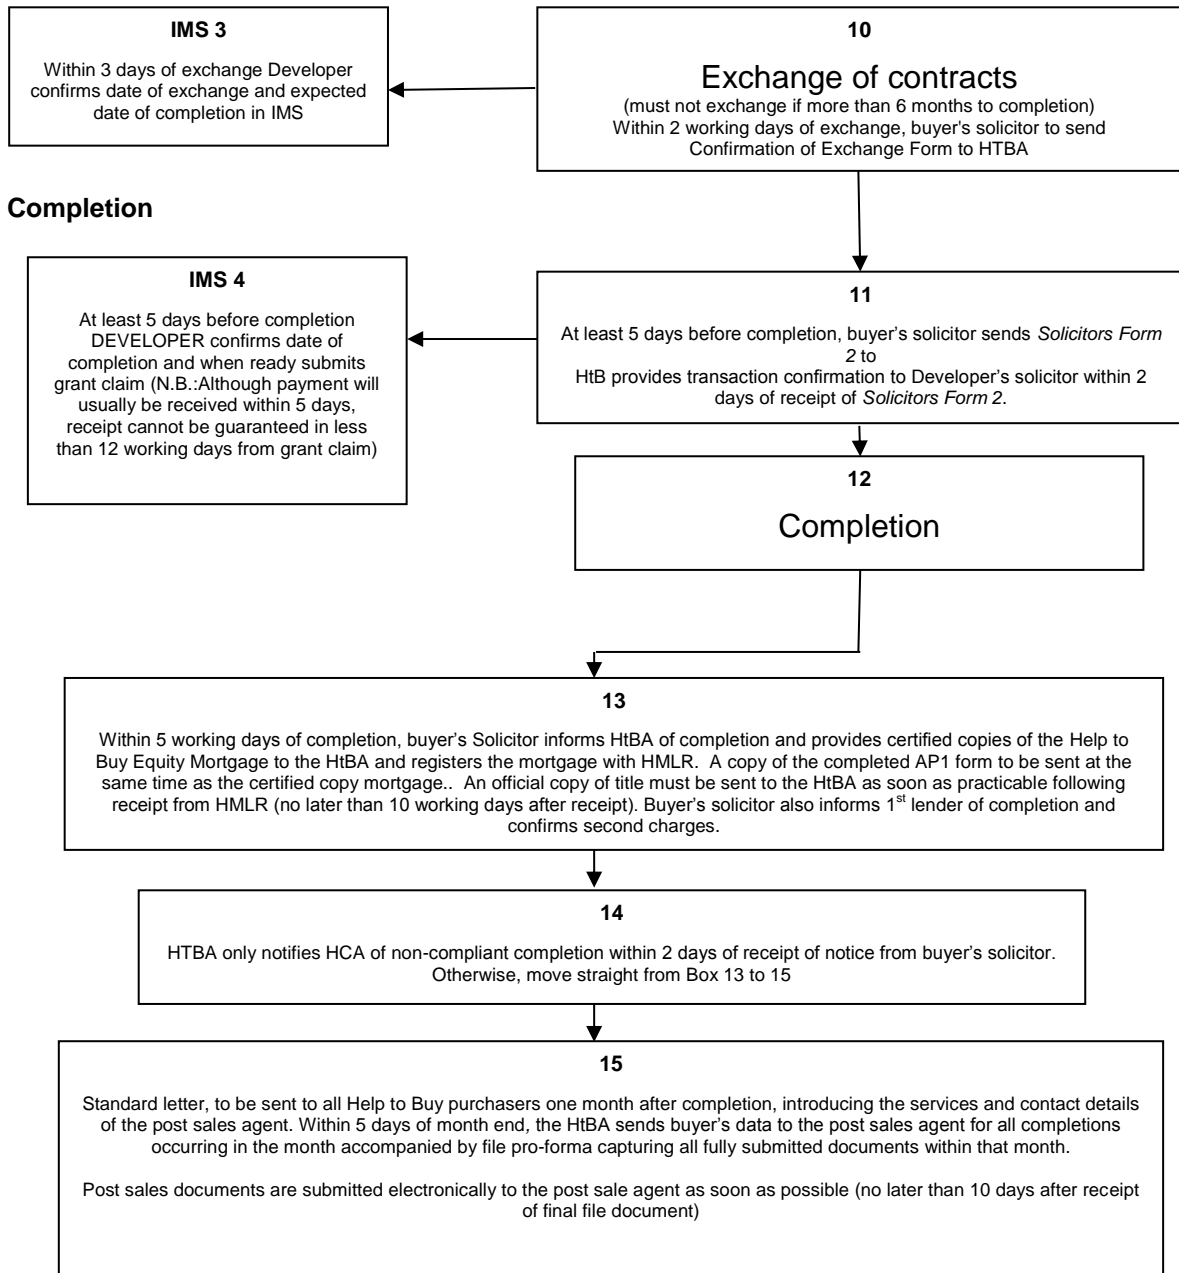 IMS 3
Within 3 days of exchange Developer
confirms date of exchange and expected
date of completion in IMS
10
Exchange of contracts
(must not exchange if more than 6 months to completion)
Within 2 working days of exchange, buyer's solicitor to send
Confirmation of Exchange Form to HTBA
Completion
IMS 4
At least 5 days before completion
DEVELOPER confirms date of
completion and when ready submits
grant claim (N.B.:Although payment will
usually be received within 5 days,
receipt cannot be guaranteed in less
than 12 working days from grant claim)
11
At least 5 days before completion, buyer’s solicitor sends Solicitors Form
2 to
HtB provides transaction confirmation to Developer’s solicitor within 2
days of receipt of Solicitors Form 2.
12
Completion
13
Within 5 working days of completion, buyer’s Solicitor informs HtBA of completion and provides certified copies of the Help to
Buy Equity Mortgage to the HtBA and registers the mortgage with HMLR. A copy of the completed AP1 form to be sent at the
same time as the certified copy mortgage.. An official copy of title must be sent to the HtBA as soon as practicable following
receipt from HMLR (no later than 10 working days after receipt). Buyer’s solicitor also informs 1st lender of completion and
confirms second charges.
14
HTBA only notifies HCA of non-compliant completion within 2 days of receipt of notice from buyer’s solicitor.
Otherwise, move straight from Box 13 to 15
15
Standard letter, to be sent to all Help to Buy purchasers one month after completion, introducing the services and contact details
of the post sales agent. Within 5 days of month end, the HtBA sends buyer’s data to the post sales agent for all completions
occurring in the month accompanied by file pro-forma capturing all fully submitted documents within that month.
Post sales documents are submitted electronically to the post sale agent as soon as possible (no later than 10 days after receipt
of final file document)